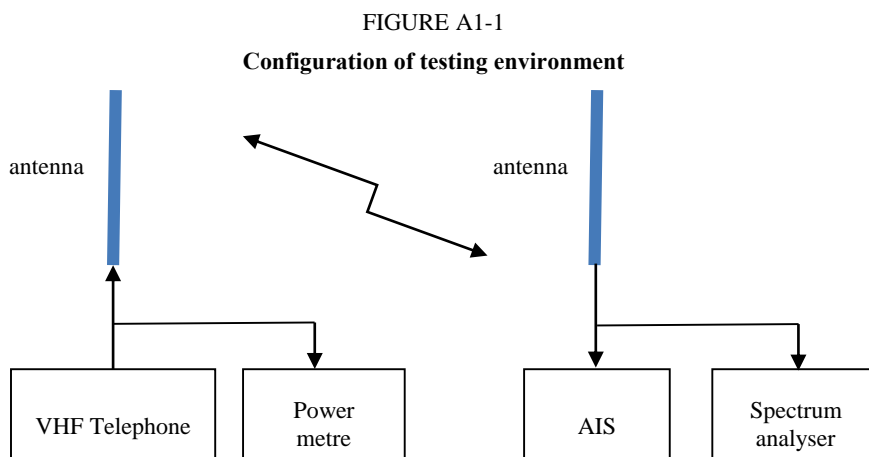 FIGURE A1-1
Configuration of testing environment
antenna
antenna
VHF Telephone
Power
metre
AIS
Spectrum
analyser